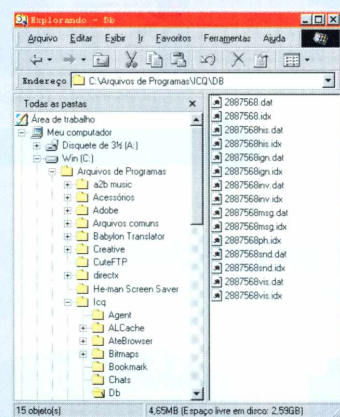 Explorando - Db
Arquivo Editar Exibir Ir Favoritos Ferramentas Ajuda
Endereço C:\Arquivos de Programas\ICQ\DB
Todas as pastas
Área de trabalho
Meu computador
Disquete de 3½ (A:)
Win (C:)
Arquivos de Programas
a2b music
Acessórios
Adobe
Arquivos comuns
Babylon Translator
Creative
CuteFTP
directx
He-man Screen Saver
Icq
Agent
ALCache
AteBrowser
Bitmaps
Bookmark
Chats
Db
2887568.dat
2887568.idx
2887568his.dat
2887568his.idx
2887568ign.dat
2887568ign.idx
2887568inv.dat
2887568inv.idx
2887568msg.dat
2887568msg.idx
2887568ph.idx
2887568snd.dat
2887568snd.idx
2887568vis.dat
2887568vis.idx
15 objeto(s) 4,65MB (Espaço livre em disco: 2,59GB)